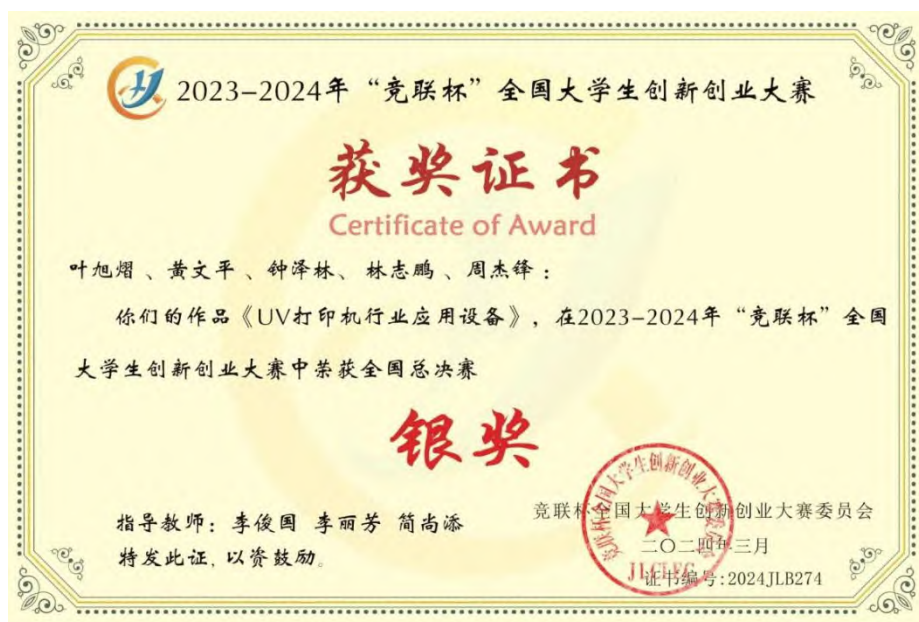 2023-2024年“竞联杯”全国大学生创新创业大赛
获奖证书
Certificate of Award
叶旭熠、黄文平、钟泽林、林志鹏、周杰锋：
你们的作品《UV打印机行业应用设备》，在2023-2024年“竞联杯”全国
大学生创新创业大赛中荣获全国总决赛
银奖
指导教师：李俊国 李丽芳 简尚添
特发此证，以资鼓励。
竞联杯全国大学生创新创业大赛委员会
二〇二四年三月
证书编号:2024JLB274